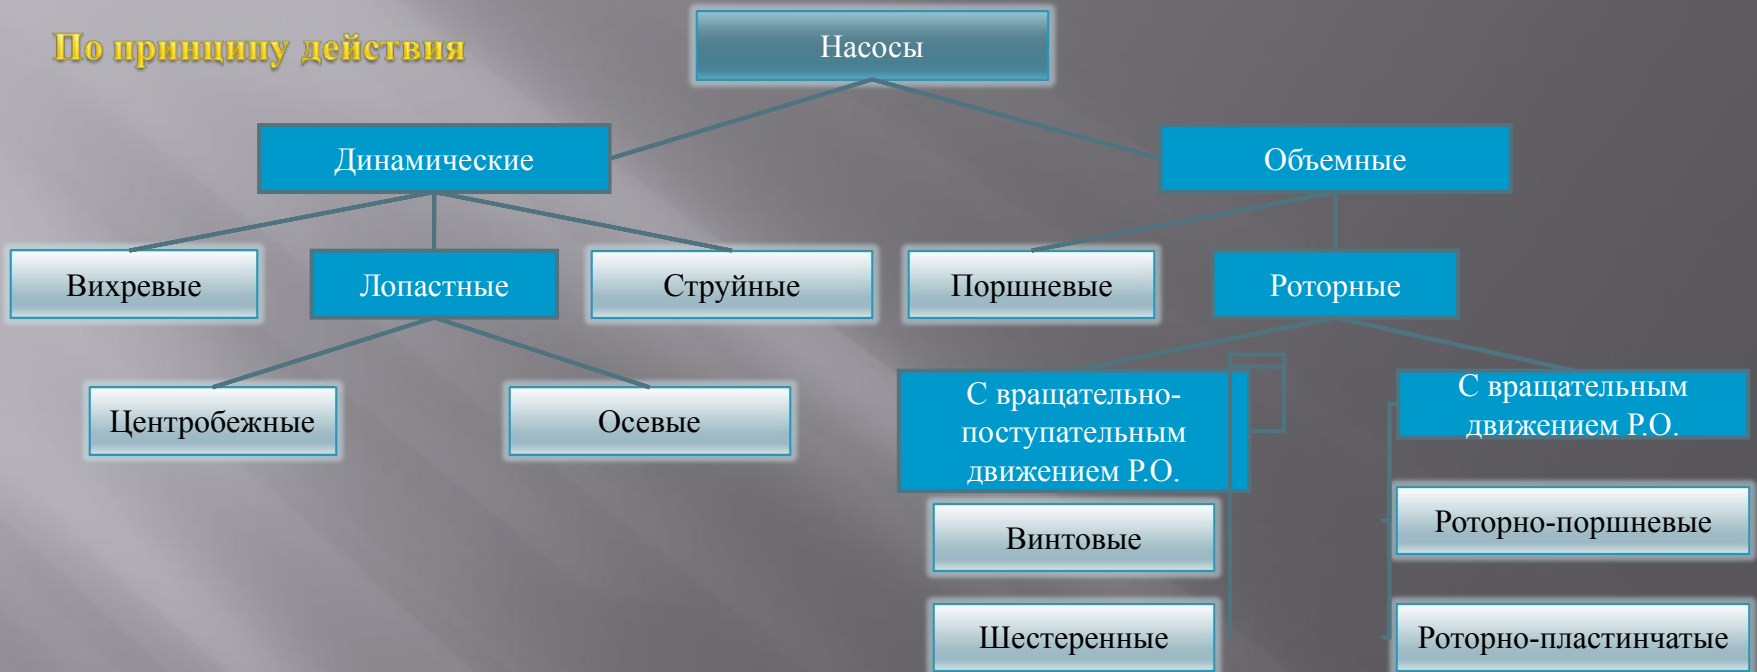 По принципу действия
Насосы
Динамические
Объемные
Вихревые
Лопастные
Струйные
Поршневые
Роторные
Центробежные
Осевые
С вращательно-
поступательным
движением Р.О.
С вращательным
движением Р.О.
Винтовые
Роторно-поршневые
Шестеренные
Роторно-пластинчатые